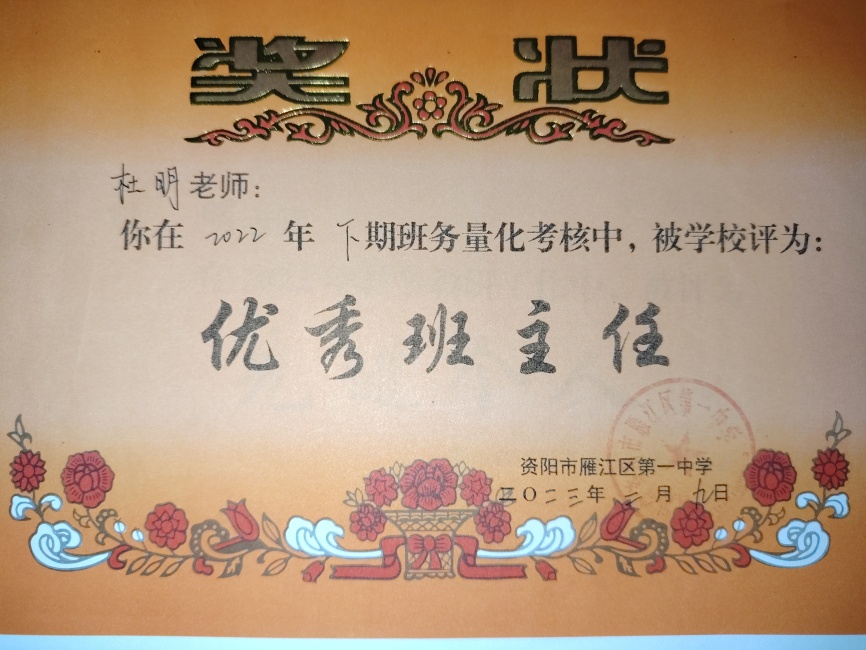 奖状
杜明老师:
你在 2022 年 下期班务量化考核中，被学校评为:
优秀班主任
资阳市雁江区第一中学
二〇二三年二月九日